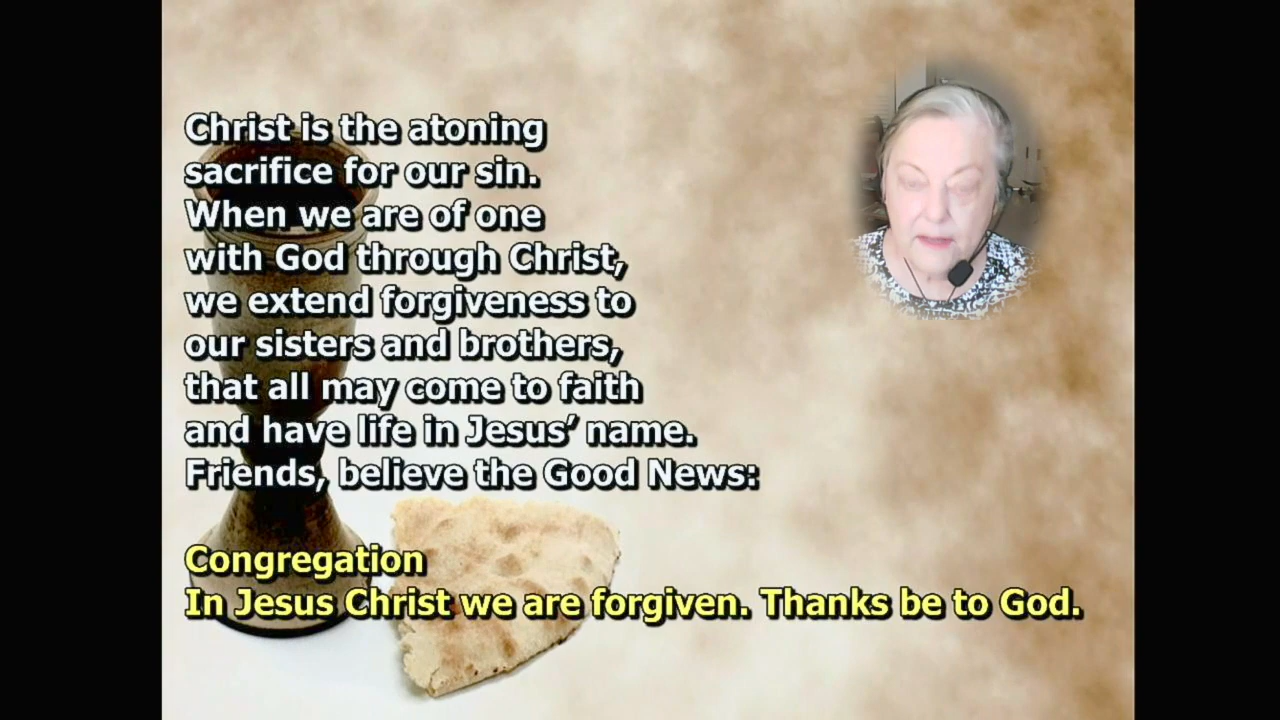 Christ is the atoning
sacrifice for our sin.
When we are of one
with God through Christ,
we extend forgiveness to
our sisters and brothers,
that all may come to faith
and have life in Jesus’ name.
Friends, believe the Good News:
Congregation
In Jesus Christ we are forgiven. Thanks be to God.